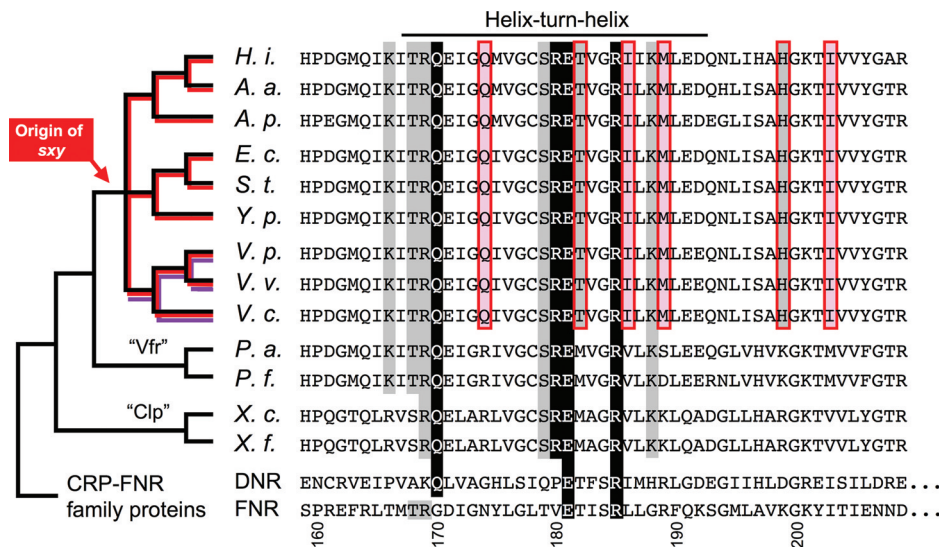 Helix-turn-helix
H. i. HPDGMQIKITRQEIGQMVGCSRETVGRIIKMLEDQNLIHAHGKTIVVYGAR
A. a. HPDGMQIKITRQEIGQMVGCSRETVGRILKMLEDQHLISAHGKTIVVYGTR
A. p. HPEGMQIKITRQEIGQMVGCSRETVGRILKMLEDEGLISAHGKTIVVYGTR
Origin of
sxy
E. c. HPDGMQIKITRQEIGQIVGCSRETVGRILKMLEDQNLISAHGKTIVVYGTR
S. t. HPDGMQIKITRQEIGQIVGCSRETVGRILKMLEDQNLISAHGKTIVVYGTR
Y. p. HPDGMQIKITRQEIGQIVGCSRETVGRILKMLEDQNLISAHGKTIVVYGTR
V. p. HPDGMQIKITRQEIGQIVGCSRETVGRILKMLEEQNLISAHGKTIVVYGTR
V. v. HPDGMQIKITRQEIGQIVGCSRETVGRILKMLEEQNLISAHGKTIVVYGTR
V. c. HPDGMQIKITRQEIGQIVGCSRETVGRILKMLEEQNLISAHGKTIVVYGTR
"Vfr"
P. a. HPDGMQIKITRQEIGRIVGCSREMVGRVLKSLEEQGLVHVKGKTMVVFGTR
P. f. HPDGMQIKITRQEIGRIVGCSREMVGRVLKDLEERNLVHVKGKTMVVFGTR
"Clp"
X. c. HPQGTQLRVSRQELARLVGCSREMAGRVLKKLQADGLLHARGKTVVLYGTR
X. f. HPQGTQLRVSRQELARLVGCSREMAGRVLKKLQADGLLHARGKTVVLYGTR
CRP-FNR
family proteins
DNR ENCRVEIPVAKQLVAGHLSIQPETFSRIMHRLGDEGIIHLDGREISILDRE...
FNR SPREFRLTMTRGDIGNYLGLTVETISRLLGRFQKSGMLAVKGKYITIENND...
160 170 180 190 200